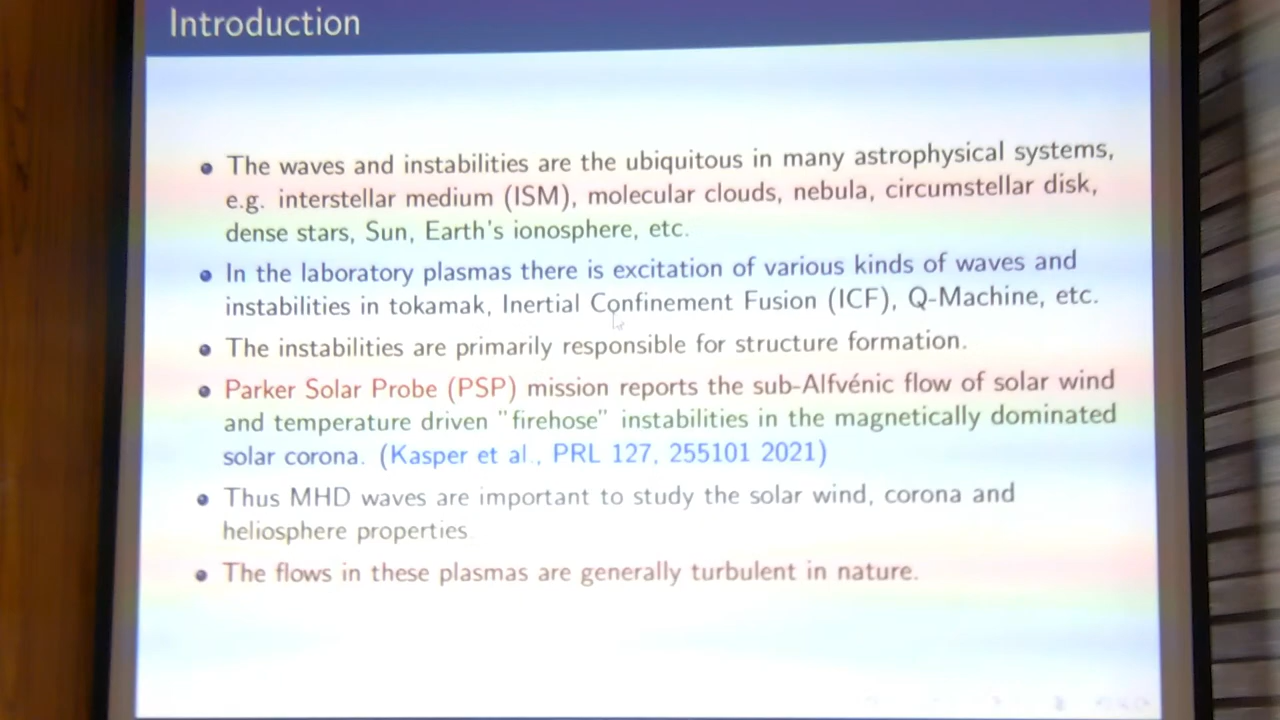 Introduction
The waves and instabilities are the ubiquitous in many astrophysical systems,
e.g. interstellar medium (ISM), molecular clouds, nebula, circumstellar disk,
dense stars, Sun, Earth's ionosphere, etc.
In the laboratory plasmas there is excitation of various kinds of waves and
instabilities in tokamak, Inertial Confinement Fusion (ICF), Q-Machine, etc.
The instabilities are primarily responsible for structure formation.
Parker Solar Probe (PSP) mission reports the sub-Alfvénic flow of solar wind
and temperature driven "firehose" instabilities in the magnetically dominated
solar corona. (Kasper et al., PRL 127, 255101 2021)
Thus MHD waves are important to study the solar wind, corona and
heliosphere properties.
The flows in these plasmas are generally turbulent in nature.